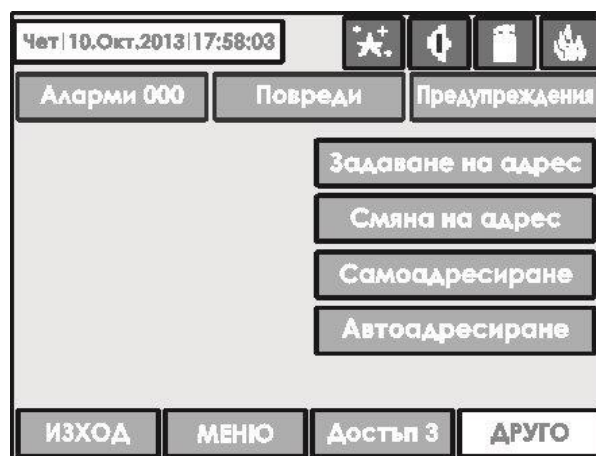 Чет|10.Окт.2013|17:58:03
Аларми 000 Повреди Предупреждения
Задаване на адрес
Смяна на адрес
Самоадресиране
Автоадресиране
ИЗХОД МЕНЮ Достъп 3 ДРУГО